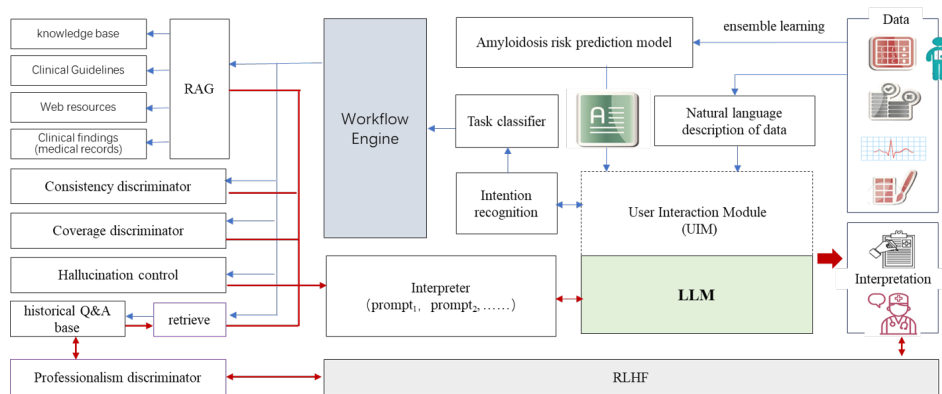 knowledge base
Clinical Guidelines
Web resources
Clinical findings
(medical records)
RAG
Consistency discriminator
Coverage discriminator
Hallucination control
historical Q&A
base
retrieve
Professionalism discriminator
Workflow
Engine
Amyloidosis risk prediction model
ensemble learning
Data
Task classifier
A
Natural language
description of data
Intention
recognition
User Interaction Module
(UIM)
LLM
Interpreter
(prompt₁, prompt₂, ……)
Interpretation
RLHF